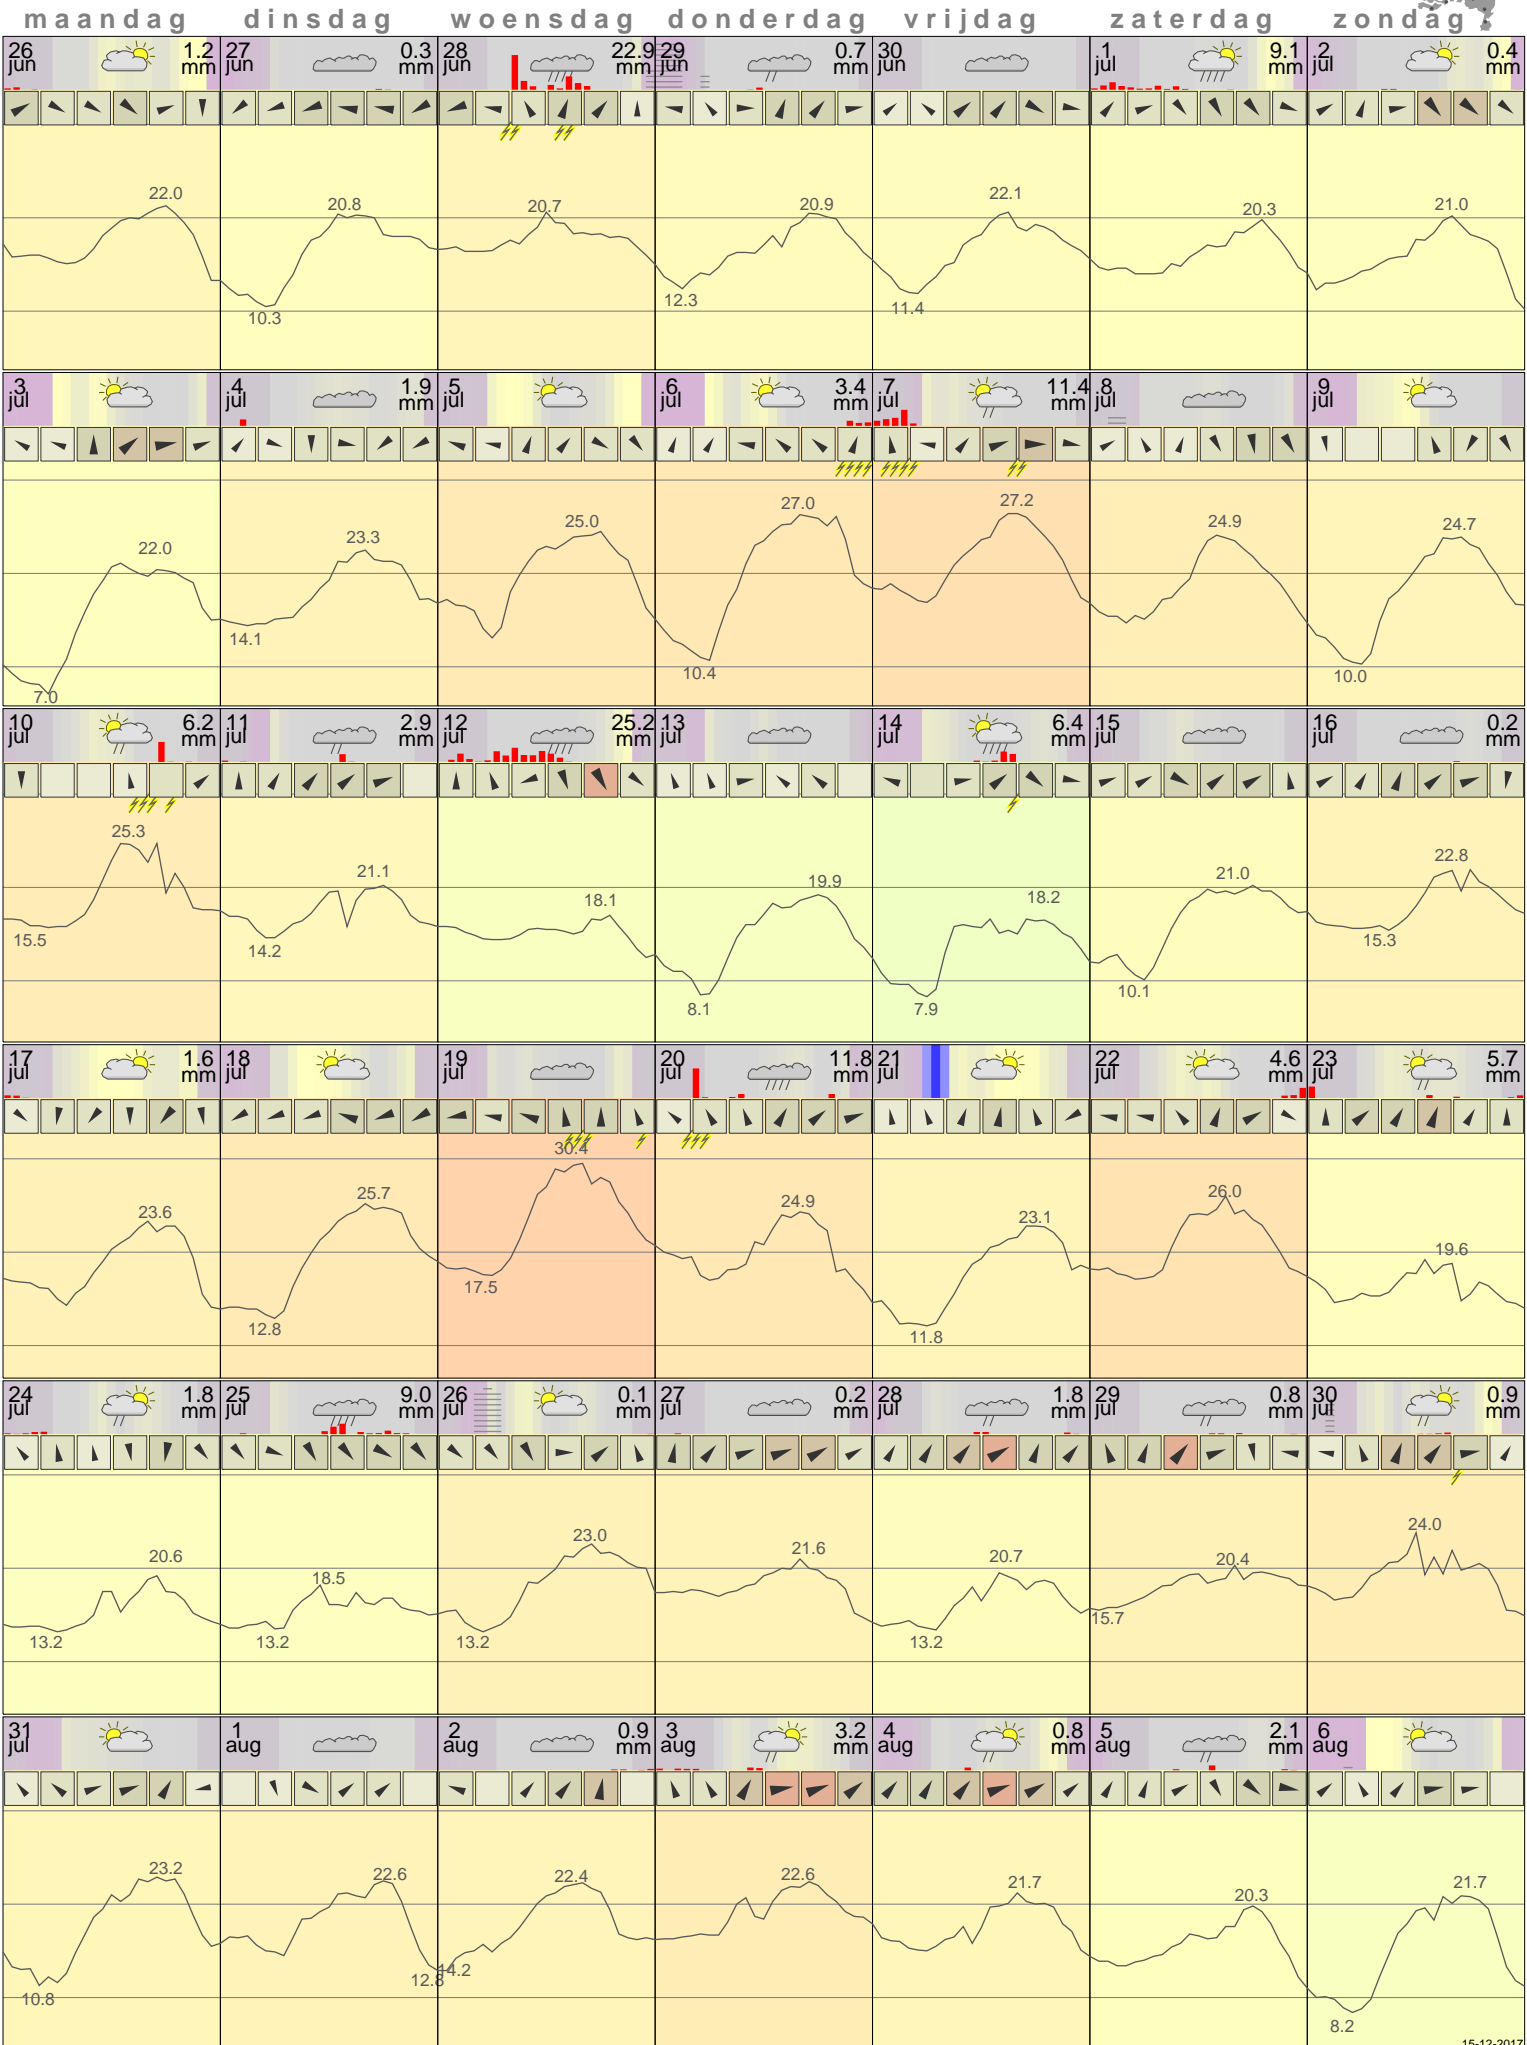 maandag dinsdag woensdag donderdag vrijdag zaterdag zondag
26 jun 1.2 mm 27 jun 0.3 mm 28 jun 22.9 mm 29 jun 0.7 mm 30 jun 1 jul 9.1 mm 2 jul 0.4 mm
22.0 20.8 20.7 20.9 22.1 20.3 21.0
10.3 12.3 11.4
3 jul 4 jul 1.9 mm 5 jul 6 jul 3.4 mm 7 jul 11.4 mm 8 jul 9 jul
22.0 23.3 25.0 27.0 27.2 24.9 24.7
7.0 14.1 10.4 10.0
10 jul 6.2 mm 11 jul 2.9 mm 12 jul 25.2 mm 13 jul 14 jul 6.4 mm 15 jul 16 jul 0.2 mm
25.3 21.1 18.1 19.9 18.2 21.0 22.8
15.5 14.2 8.1 7.9 10.1 15.3
17 jul 1.6 mm 18 jul 19 jul 20 jul 11.8 mm 21 jul 22 jul 4.6 mm 23 jul 5.7 mm
23.6 25.7 30.4 24.9 23.1 26.0 19.6
12.8 17.5 11.8
24 jul 1.8 mm 25 jul 9.0 mm 26 jul 0.1 mm 27 jul 0.2 mm 28 jul 1.8 mm 29 jul 0.8 mm 30 jul 0.9 mm
20.6 18.5 23.0 21.6 20.7 20.4 24.0
13.2 13.2 13.2 13.2 15.7
31 jul 1 aug 2 aug 0.9 mm 3 aug 3.2 mm 4 aug 0.8 mm 5 aug 2.1 mm 6 aug
23.2 22.6 22.4 22.6 21.7 20.3 21.7
10.8 12.8 14.2 8.2
15-12-2017